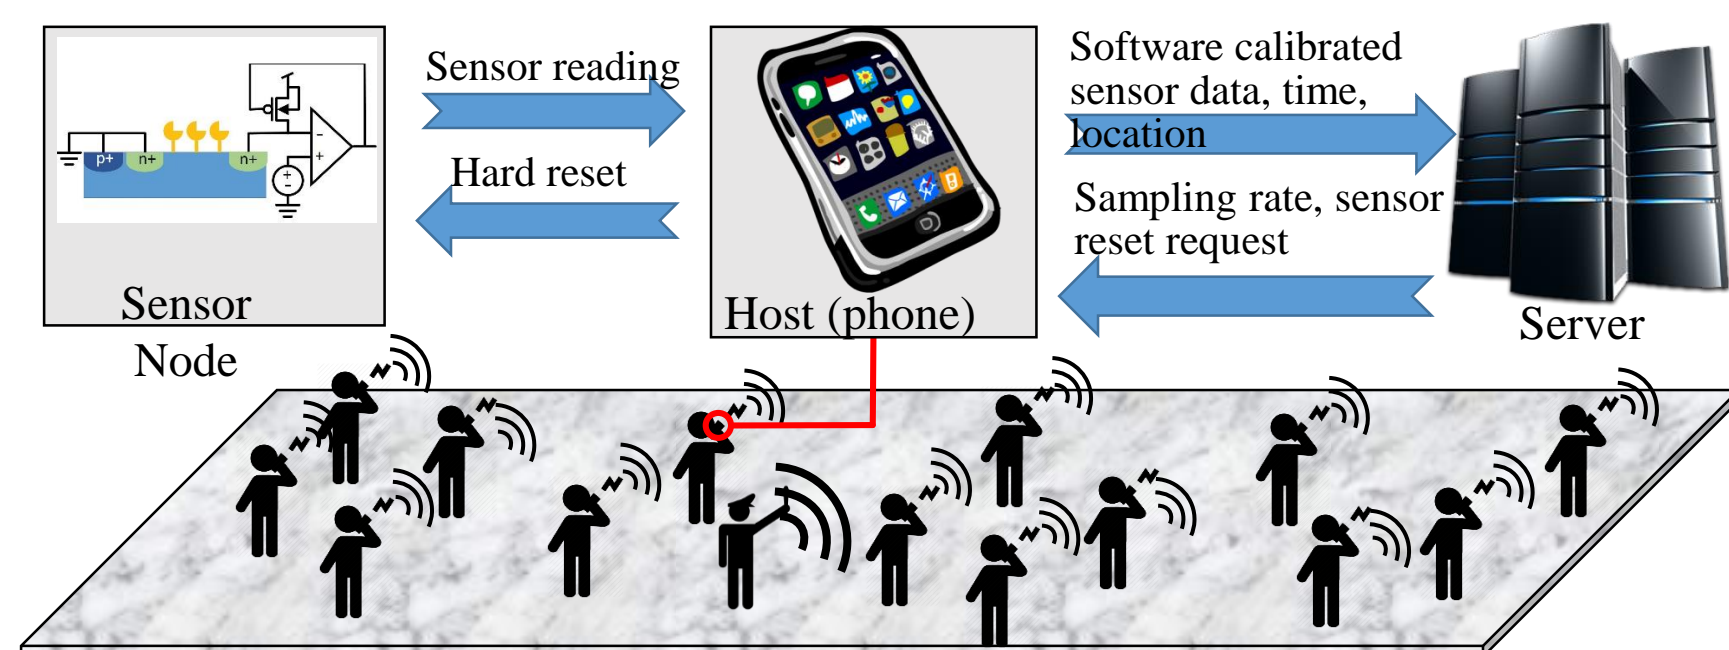 Sensor reading
Hard reset
p+
n+
n+
Sensor
Node
Host (phone)
Software calibrated
sensor data, time,
location
Sampling rate, sensor
reset request
Server